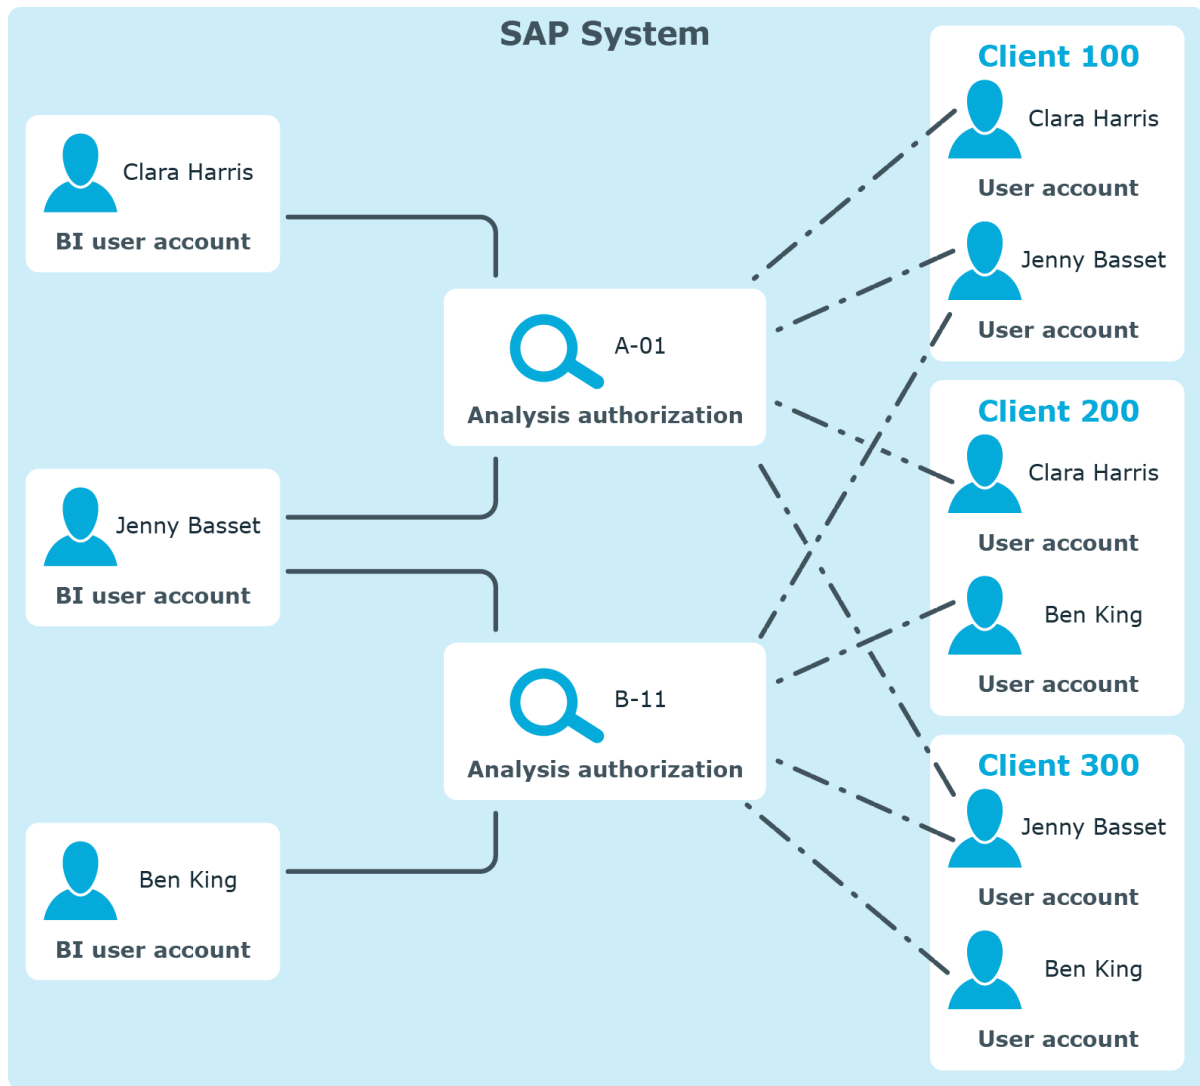 SAP System
Clara Harris
BI user account
Jenny Basset
BI user account
Ben King
BI user account
A-01
Analysis authorization
B-11
Analysis authorization
Client 100
Clara Harris
User account
Jenny Basset
User account
Client 200
Clara Harris
User account
Ben King
User account
Client 300
Jenny Basset
User account
Ben King
User account